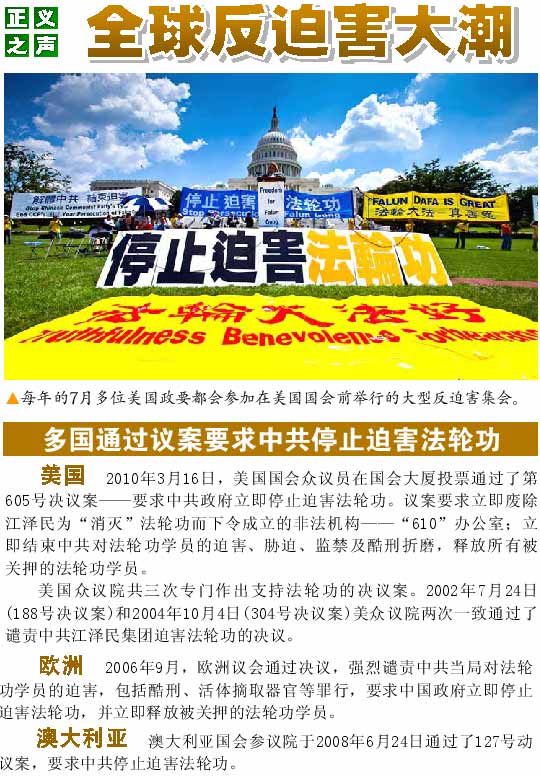 正义
之声
全球反迫害大潮
解體中共 結束迫害
停止迫害 法轮功
Falun Gong
Freedom
for
Falun
FALUN DAFA IS GREAT
法輪大法 真善忍
停止迫害法輪功
法輪大法好
Truthfulness Benevolence Forbearance
▲每年的7月多位美国政要都会参加在美国国会前举行的大型反迫害集会。
多国通过议案要求中共停止迫害法轮功
美国 2010年3月16日，美国国会众议员在国会大厦投票通过了第
605号决议案——要求中共政府立即停止迫害法轮功。议案要求立即废除
江泽民为“消灭”法轮功而下令成立的非法机构——“610”办公室；立
即结束中共对法轮功学员的迫害、胁迫、监禁及酷刑折磨，释放所有被
关押的法轮功学员。
美国众议院共三次专门作出支持法轮功的决议案。2002年7月24日
(188号决议案)和2004年10月4日(304号决议案)美众议院两次一致通过了
谴责中共江泽民集团迫害法轮功的决议。
欧洲 2006年9月，欧洲议会通过决议，强烈谴责中共当局对法轮
功学员的迫害，包括酷刑、活体摘取器官等罪行，要求中国政府立即停止
迫害法轮功，并立即释放被关押的法轮功学员。
澳大利亚 澳大利亚国会参议院于2008年6月24日通过了127号动
议案，要求中共停止迫害法轮功。